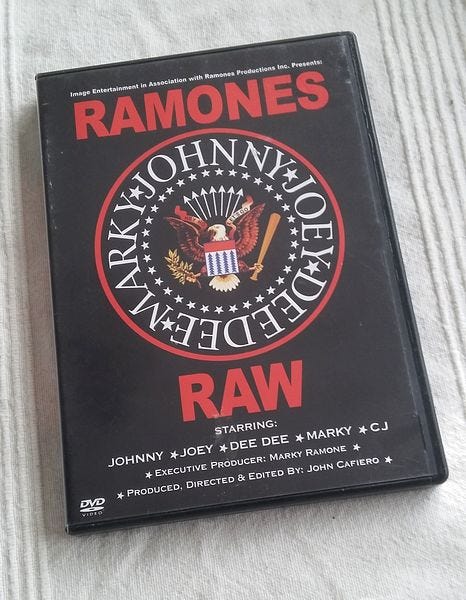 Image Entertainment in Association with Ramones Productions Inc. Presents:
RAMONES
JOHNNY ★ JOEY ★ DEE DEE ★ MARKY ★
RAW
STARRING:
JOHNNY ★ JOEY ★ DEE DEE ★ MARKY ★ CJ
★ EXECUTIVE PRODUCER: MARKY RAMONE ★
★ PRODUCED, DIRECTED & EDITED BY: JOHN CAFIERO ★
DVD
VIDEO